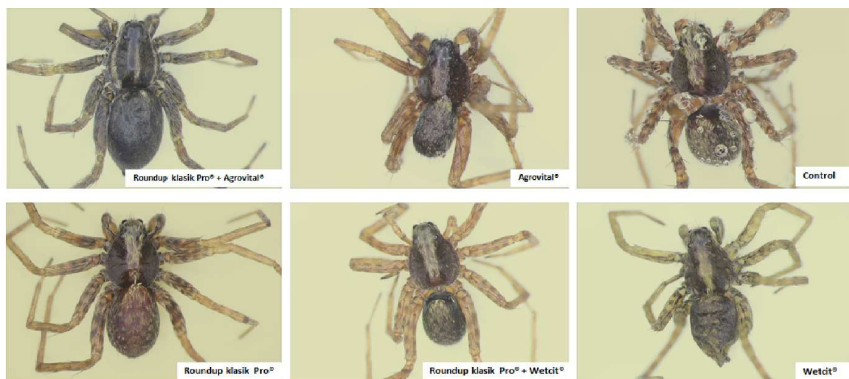 Roundup klasik Pro® + Agrovital®
Agrovital®
Control
Roundup klasik Pro®
Roundup klasik Pro® + Wetcit®
Wetcit®